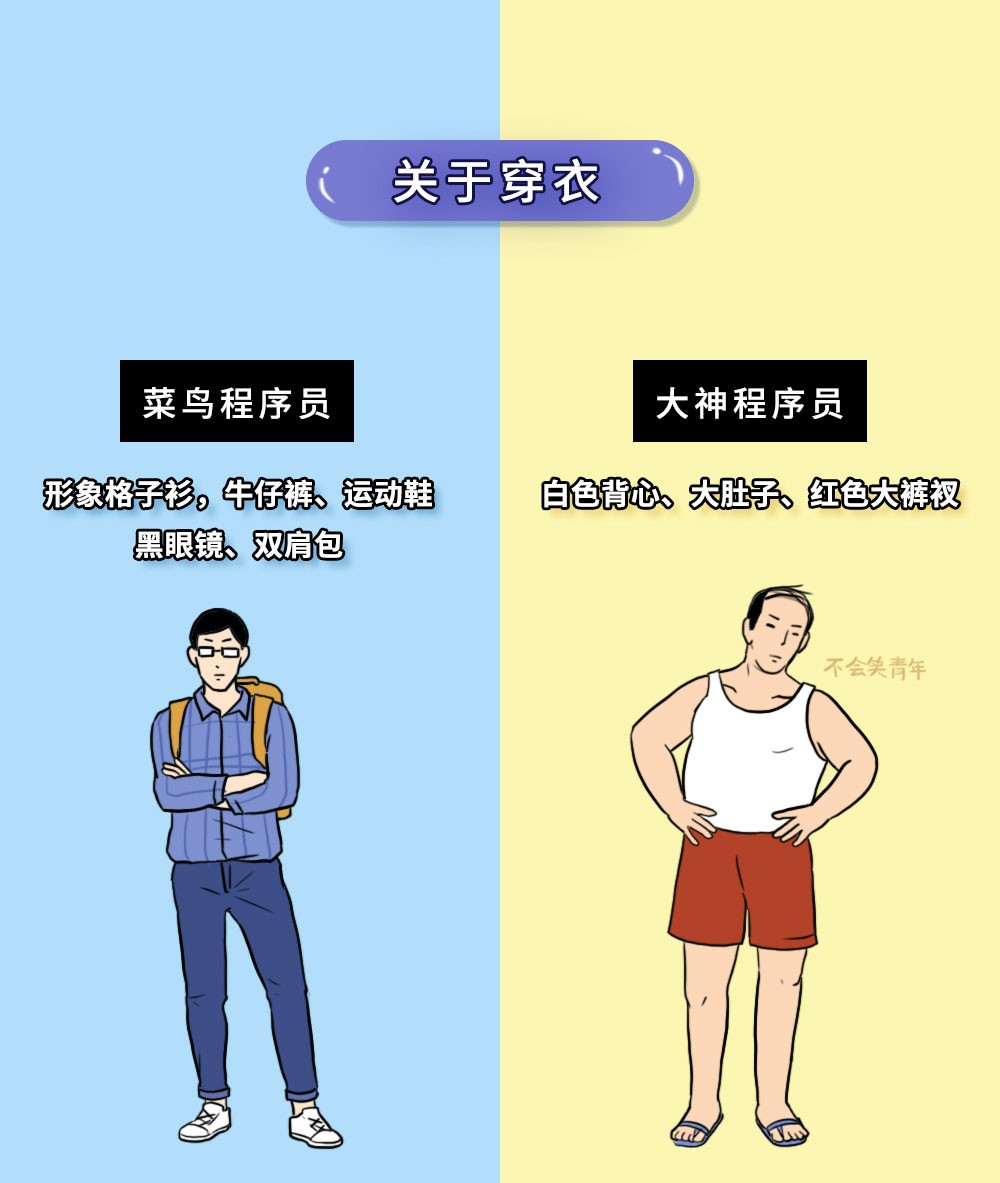 关于穿衣
菜鸟程序员
形象格子衫，牛仔裤、运动鞋
黑眼镜、双肩包
大神程序员
白色背心、大肚子、红色大裤衩
不会笑青年